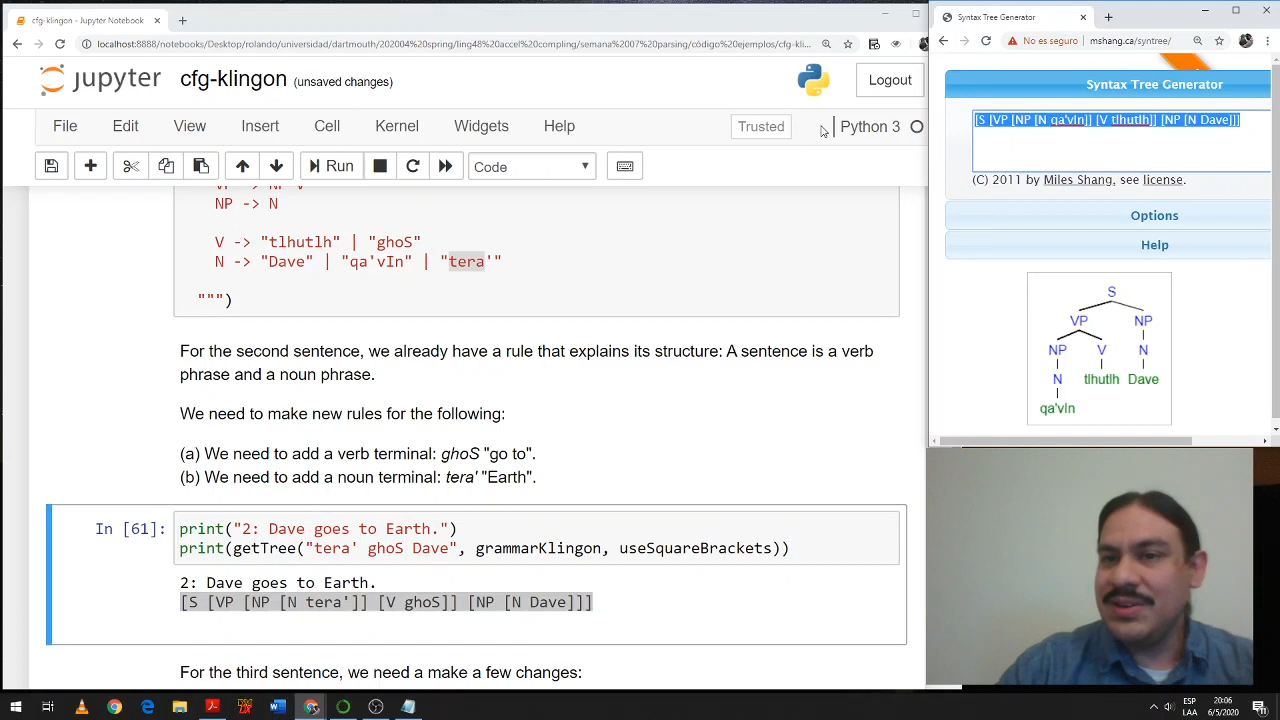 cfg-klingon - Jupyter Notebook
localhost:8888/notebooks/Desktop/rolando/universidad/dartmouth/202004%20spring/ling48%20accel%20compling/semana%2007%20parsing/código%20ejemplos/cfg-kli...
jupyter cfg-klingon (unsaved changes)
Logout
File Edit View Insert Cell Kernel Widgets Help
Trusted
Python 3
Run
Code
VP -> NP V
NP -> N
V -> "tlhutlh" | "ghoS"
N -> "Dave" | "qa'vIn" | "tera'"
""")
For the second sentence, we already have a rule that explains its structure: A sentence is a verb
phrase and a noun phrase.
We need to make new rules for the following:
(a) We need to add a verb terminal: ghoS "go to".
(b) We need to add a noun terminal: tera' "Earth".
In [61]:
print("2: Dave goes to Earth.")
print(getTree("tera' ghoS Dave", grammarKlingon, useSquareBrackets))
2: Dave goes to Earth.
[S [VP [NP [N tera']] [V ghoS]] [NP [N Dave]]]
For the third sentence, we need a make a few changes:
Syntax Tree Generator
No es seguro | mshang.ca/syntree/
Syntax Tree Generator
[S [VP [NP [N qa'vIn]] [V tlhutlh]] [NP [N Dave]]]
(C) 2011 by Miles Shang, see license.
Options
Help
S
VP NP
NP V N
N tlhutlh Dave
qa'vIn
ESP
LAA
20:06
6/5/2020